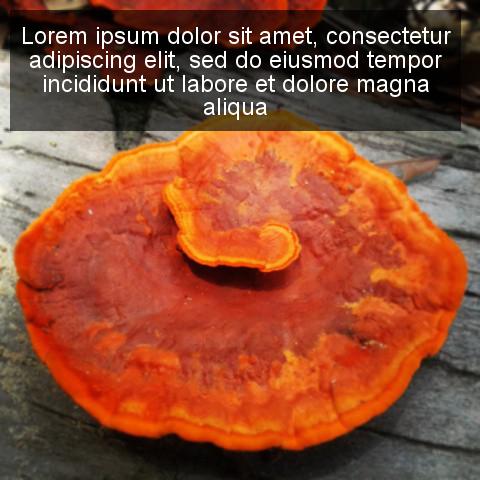 Lorem ipsum dolor sit amet, consectetur
adipiscing elit, sed do eiusmod tempor
incididunt ut labore et dolore magna
aliqua